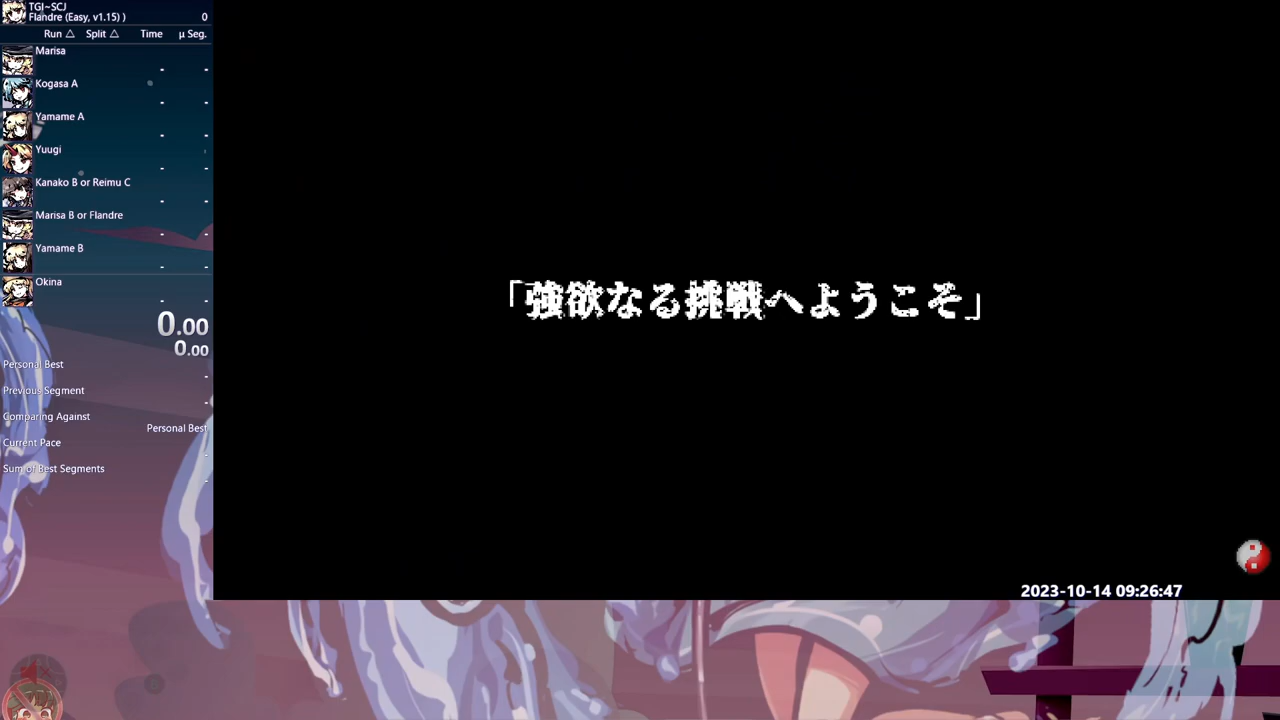 TGI~SCJ
Flandre (Easy, v1.15) ) 0
Run △ Split △ Time µ Seg.
Marisa
- -
Kogasa A
- -
Yamame A
- -
Yuugi
- -
Kanako B or Reimu C
- -
Marisa B or Flandre
- -
Yamame B
- -
Okina
- -
0.00
0.00
Personal Best
-
Previous Segment
-
Comparing Against
Personal Best
Current Pace
-
Sum of Best Segments
-
「強欲なる挑戦へようこそ」
2023-10-14 09:26:47